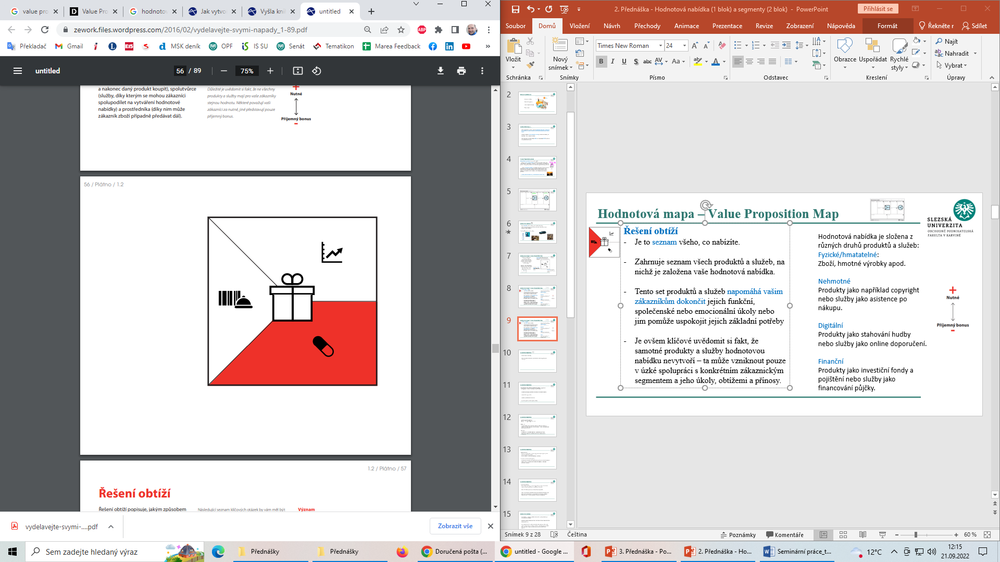 value pro
Value Pro
hodnotov
Jak vytvo
Vyšla kni
untitled
zework.files.wordpress.com/2016/02/vydelavejte-svymi-napady_1-89.pdf
Překladač
Gmail
IS SU
MSK deník
OPF
Senát
Tematikon
Marea Feedback
untitled
56 / 89
75%
a nakonec daný produkt koupit), spolutvůrce
(služby, díky kterým se mohou zákazníci
spolupodílet na vytváření hodnotové
nabídky) a prostředníka (díky nim může
zákazník zboží případně předávat dál).
Důležité je uvědomit si fakt, že ne všechny
produkty a služby mají pro vaše zákazníky
stejnou hodnotu. Některé považují vaši
zákazníci za nutné, jiné představují pouze
příjemný bonus.
Nutné
Příjemný bonus
56 / Plátno / 1.2
1.2 / Plátno / 57
Řešení obtíží
Řešení obtíží popisuje, jakým způsobem
Následující seznam klíčových otázek by vám měl být
Význam
vydelavejte-svymi-....pdf
Zobrazit vše
2. Přednáška - Hodnotová nabídka (1 blok) a segmenty (2 blok) - PowerPoint
Přihlásit se
Soubor
Domů
Vložení
Návrh
Přechody
Animace
Prezentace
Revize
Zobrazení
Nápověda
Formát
Řekněte r
Sdílet
Vložit
Nový
snímek
Times New Roman
24
Obrazce
Uspořádat
Rychlé
styly
Najít
Nahradit
Vybrat
Schránka
Snímky
Písmo
Odstavec
Kreslení
Úpravy
2
3
4
5
6
7
8
9
10
11
12
13
14
15
Hodnotová mapa – Value Proposition Map
SLEZSKÁ
UNIVERZITA
OBCHODNĚ PODNIKATELSKÁ
FAKULTA V KARVINÉ
Řešení obtíží
- Je to seznam všeho, co nabízíte.
- Zahrnuje seznam všech produktů a služeb, na
nichž je založena vaše hodnotová nabídka.
- Tento set produktů a služeb napomáhá vašim
zákazníkům dokončit jejich funkční,
společenské nebo emocionální úkoly nebo
jim pomůže uspokojit jejich základní potřeby
- Je ovšem klíčové uvědomit si fakt, že
samotné produkty a služby hodnotovou
nabídku nevytvoří – ta může vzniknout pouze
v úzké spolupráci s konkrétním zákaznickým
segmentem a jeho úkoly, obtížemi a přínosy.
Hodnotová nabídka je složena z
různých druhů produktů a služeb:
Fyzické/hmatatelné:
Zboží, hmotné výrobky apod.
Nehmotné
Produkty jako například copyright
nebo služby jako asistence po
nákupu.
Digitální
Produkty jako stahování hudby
nebo služby jako online doporučení.
Finanční
Produkty jako investiční fondy a
pojištění nebo služby jako
financování půjčky.
Nutné
Příjemný bonus
Snímek 9 z 28
Čeština
Poznámky
Komentáře
60 %
Sem zadejte hledaný výraz
Přednášky
Přednášky
Doručená pošta (...
untitled - Google ...
3. Přednáška - Po...
2. Přednáška - Ho...
Seminární práce_t...
12°C
12:15
21.09.2022